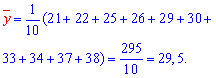 y̅ = 1/10 (21+ 22+ 25+ 26+ 29+ 30+
33+ 34+ 37+ 38) = 295/10 = 29, 5.